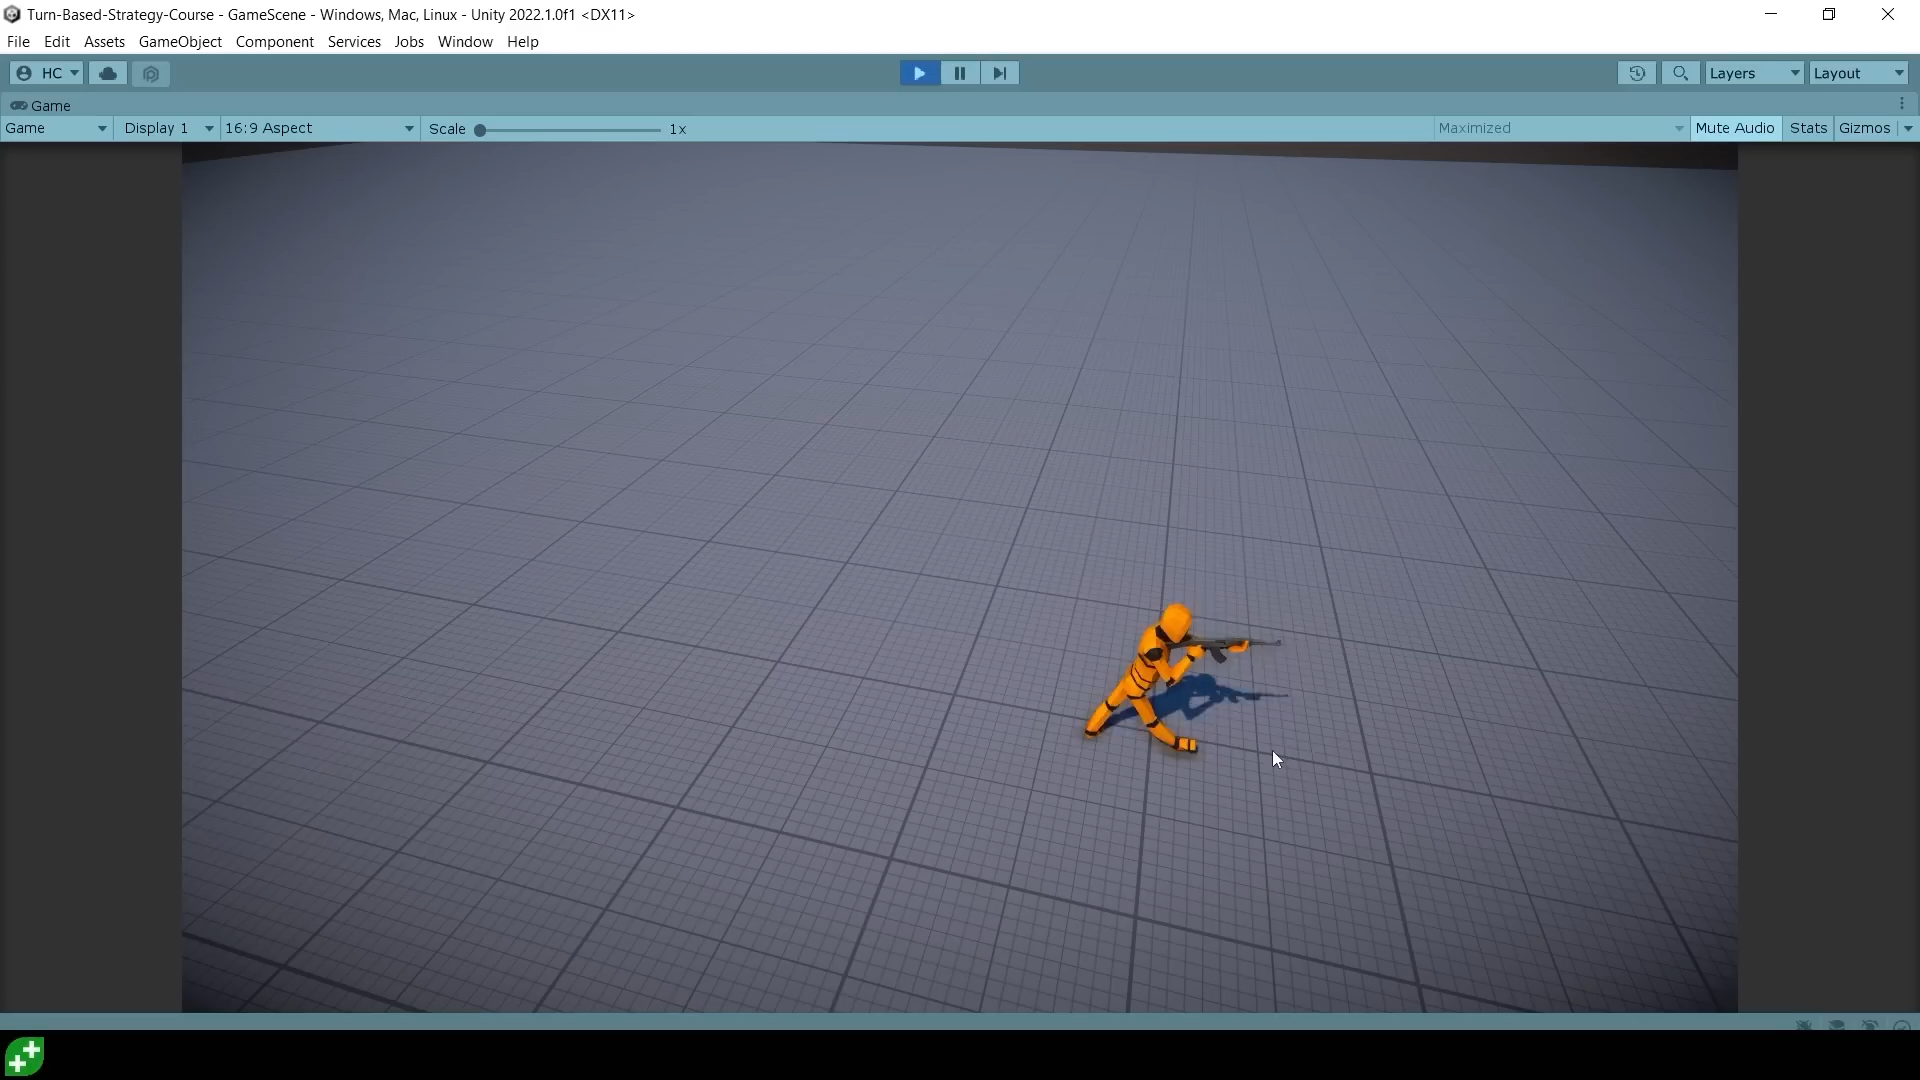 Turn-Based-Strategy-Course - GameScene - Windows, Mac, Linux - Unity 2022.1.0f1 <DX11>
File Edit Assets GameObject Component Services Jobs Window Help
HC Layers Layout
Game
Game Display 1 16:9 Aspect Scale 1x Maximized Mute Audio Stats Gizmos